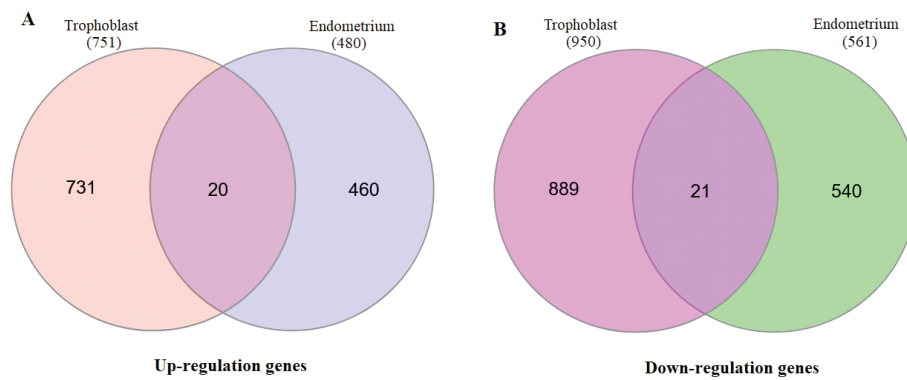 A
Trophoblast
(751)
Endometrium
(480)
731
20
460
Up-regulation genes
B
Trophoblast
(950)
Endometrium
(561)
889
21
540
Down-regulation genes